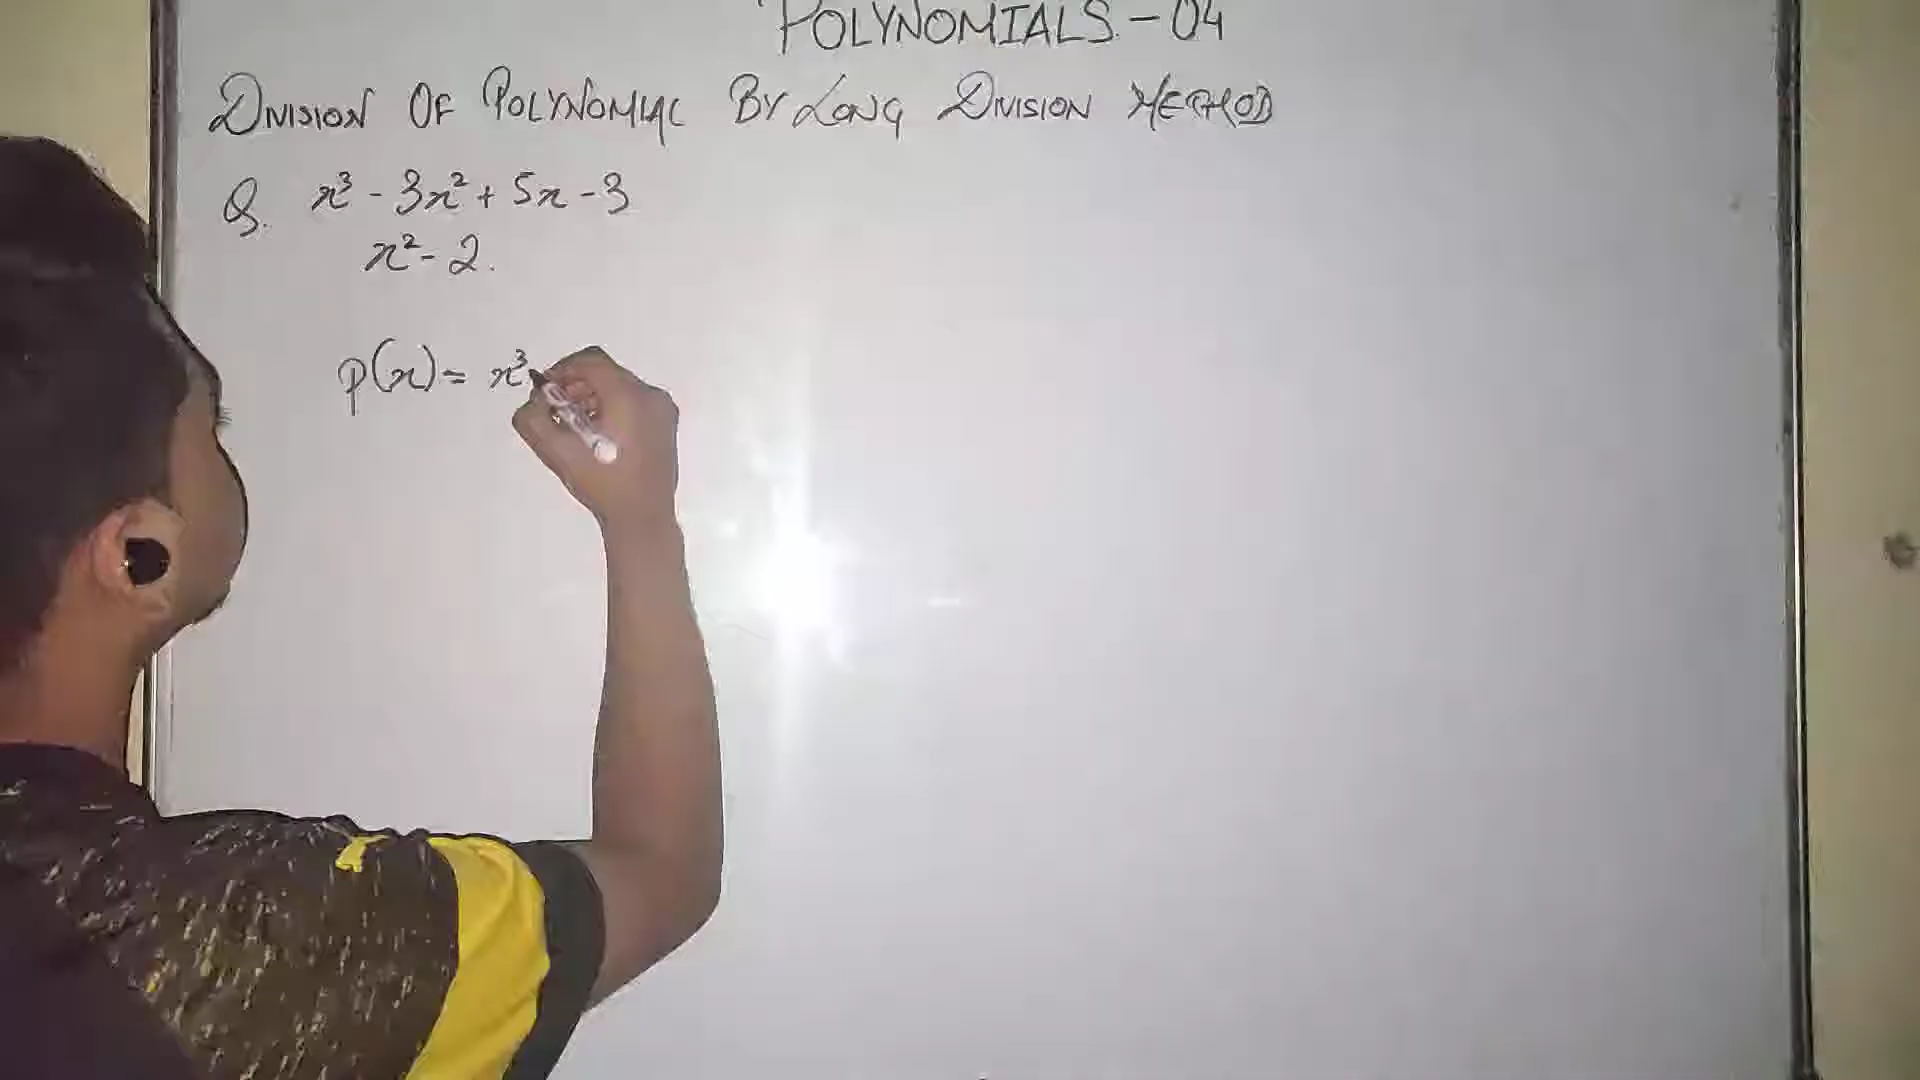 POLYNOMIALS - 04
DIVISION OF POLYNOMIAL BY LONG DIVISION METHOD
Q. x³ - 3x² + 5x - 3
x² - 2.
p(x) = x³